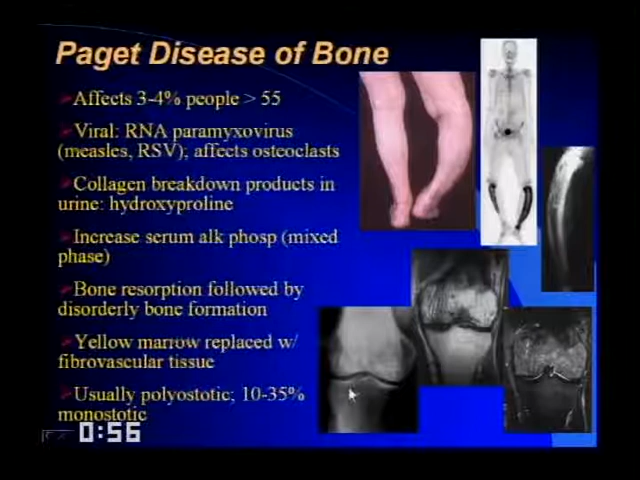 Paget Disease of Bone
Affects 3-4% people > 55
Viral: RNA paramyxovirus
(measles, RSV); affects osteoclasts
Collagen breakdown products in
urine: hydroxyproline
Increase serum alk phosp (mixed
phase)
Bone resorption followed by
disorderly bone formation
Yellow marrow replaced w/
fibrovascular tissue
Usually polyostotic; 10-35%
monostotic
0:56